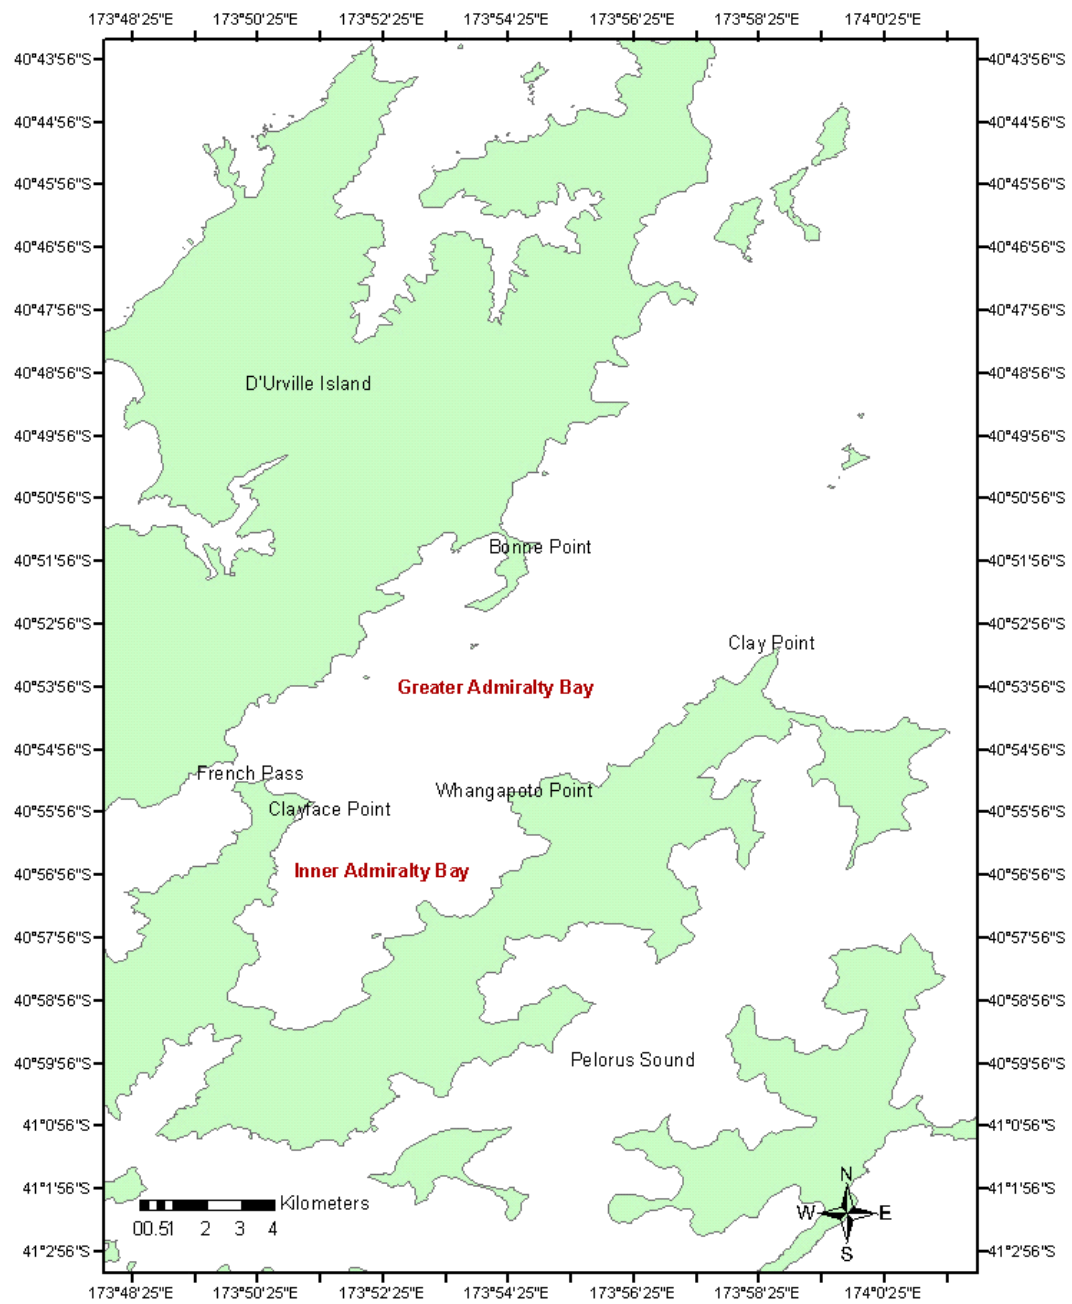 173°48'25"E 173°50'25"E 173°52'25"E 173°54'25"E 173°56'25"E 173°58'25"E 174°0'25"E
40°43'56"S 40°43'56"S
40°44'56"S 40°44'56"S
40°45'56"S 40°45'56"S
40°46'56"S 40°46'56"S
40°47'56"S 40°47'56"S
40°48'56"S 40°48'56"S
D'Urville Island
40°49'56"S 40°49'56"S
40°50'56"S 40°50'56"S
Bonne Point
40°51'56"S 40°51'56"S
40°52'56"S 40°52'56"S
Clay Point
40°53'56"S Greater Admiralty Bay 40°53'56"S
40°54'56"S 40°54'56"S
French Pass
Whangapoto Point
40°55'56"S Clayface Point 40°55'56"S
Inner Admiralty Bay
40°56'56"S 40°56'56"S
40°57'56"S 40°57'56"S
40°58'56"S 40°58'56"S
Pelorus Sound
40°59'56"S 40°59'56"S
41°0'56"S 41°0'56"S
N
41°1'56"S 41°1'56"S
Kilometers
W E
00.51 2 3 4
S
41°2'56"S 41°2'56"S
173°48'25"E 173°50'25"E 173°52'25"E 173°54'25"E 173°56'25"E 173°58'25"E 174°0'25"E